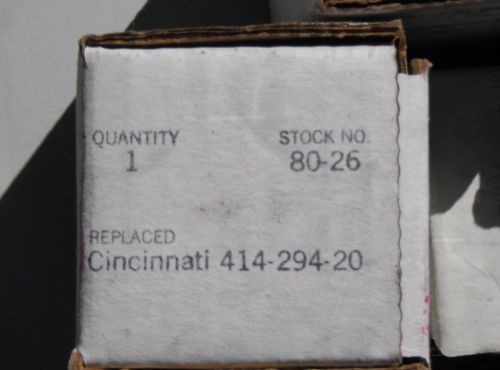 QUANTITY STOCK NO.
1 80-26
REPLACED
Cincinnati 414-294-20